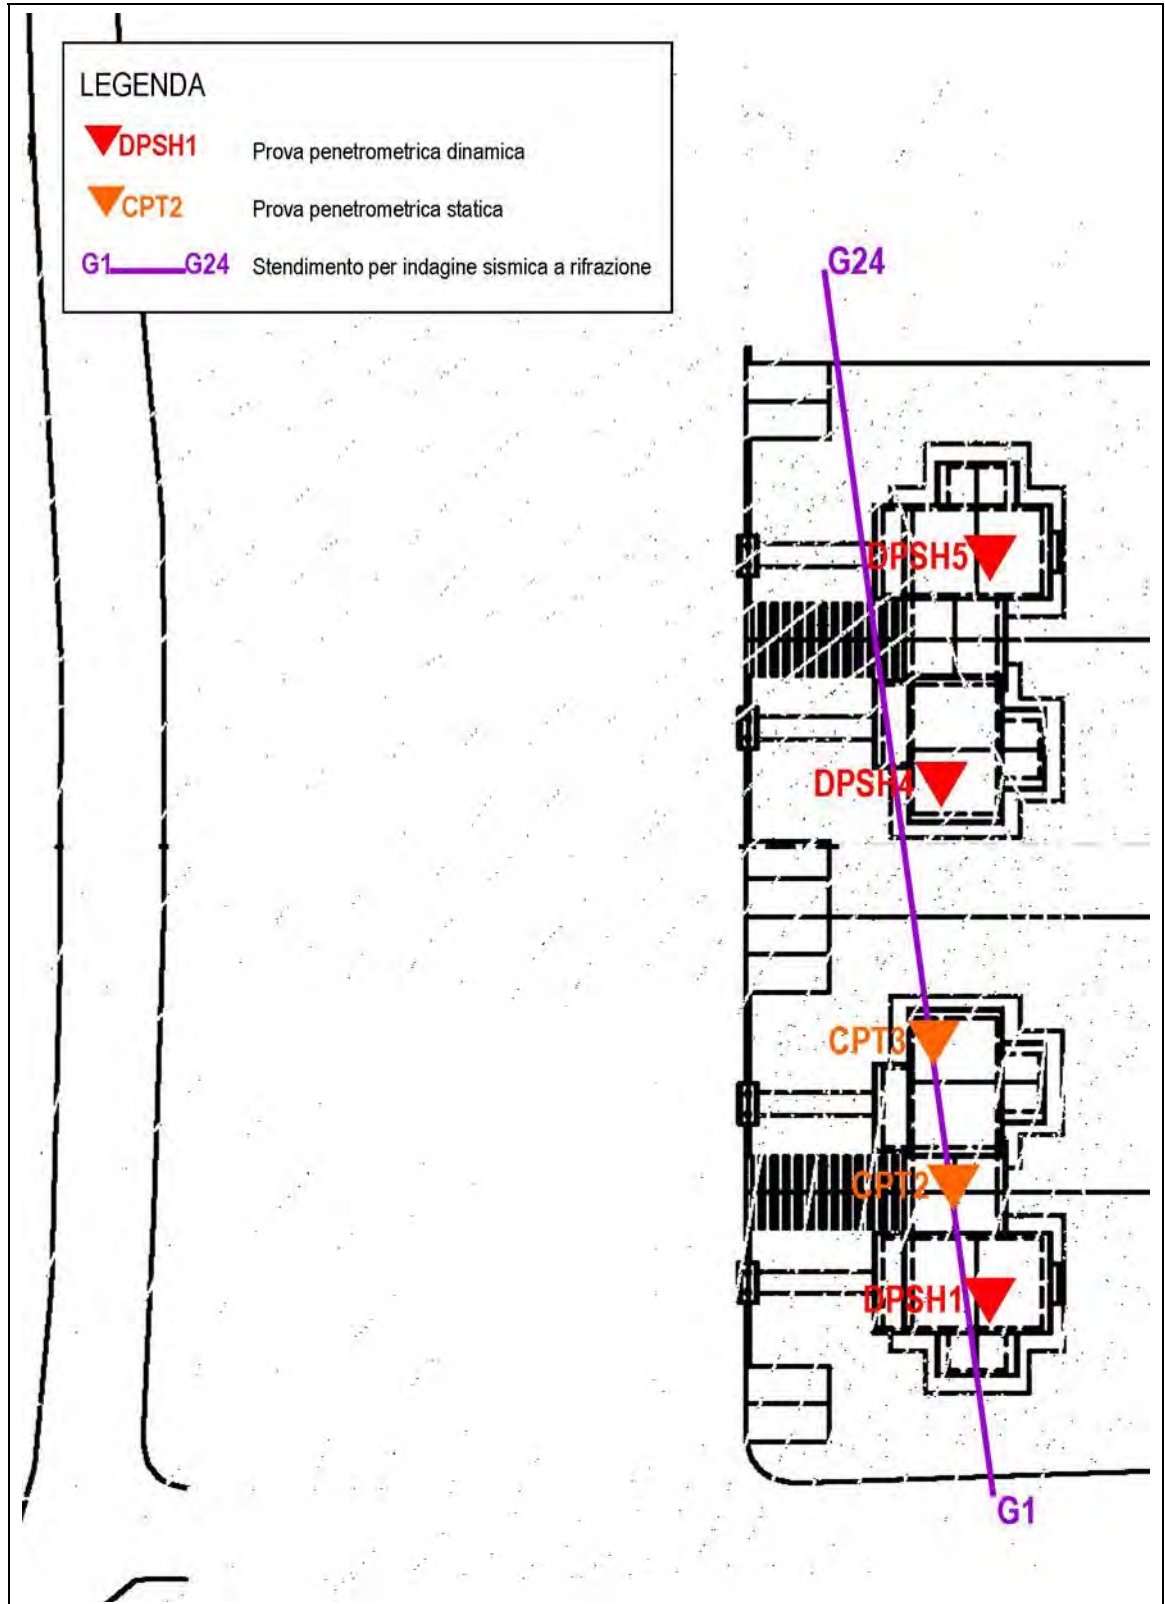 LEGENDA
DPSH1 Prova penetrometrica dinamica
CPT2 Prova penetrometrica statica
G1 G24 Stendimento per indagine sismica a rifrazione
G24
DPSH5
DPSH4
CPT3
CPT2
DPSH1
G1